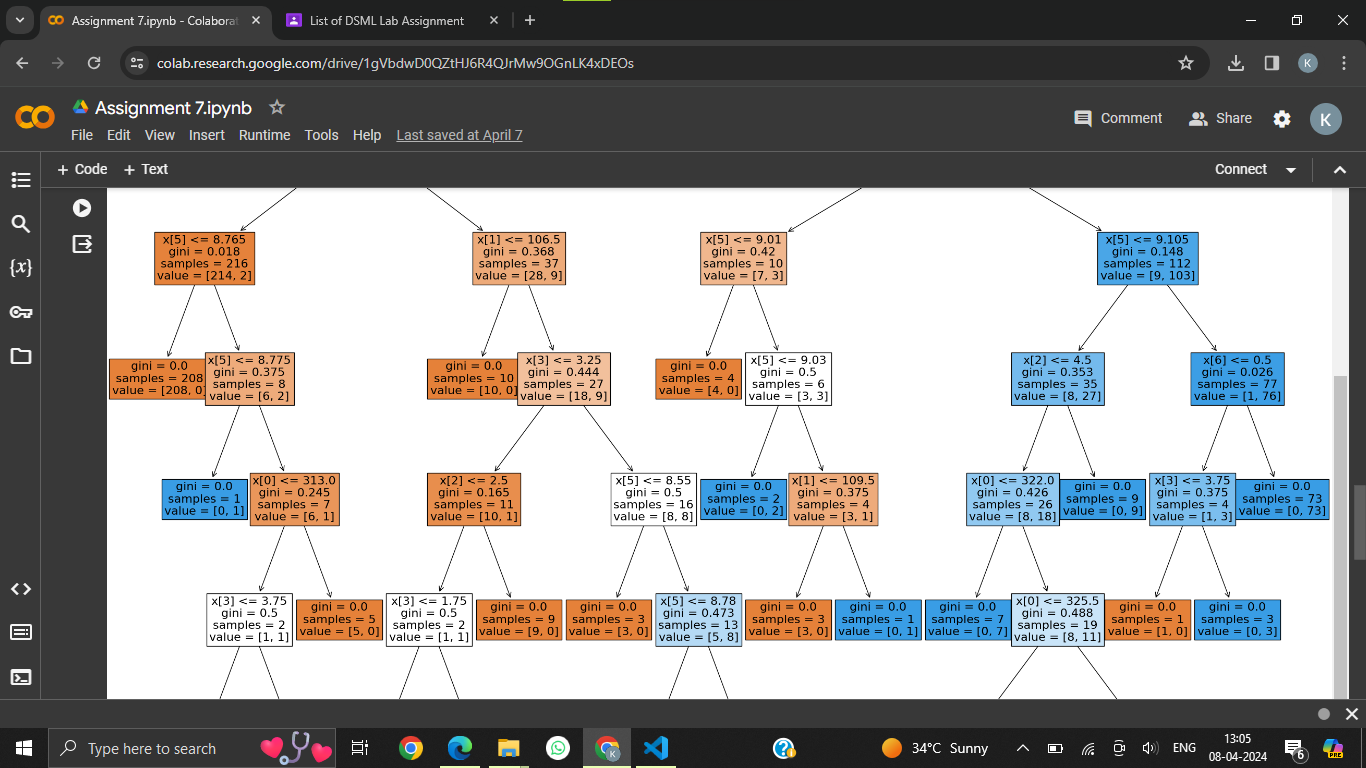 Assignment 7.ipynb - Colaborat
List of DSML Lab Assignment
colab.research.google.com/drive/1gVbdwD0QZtHJ6R4QJrMw9OGnLK4xDEOs
K
Assignment 7.ipynb
File Edit View Insert Runtime Tools Help Last saved at April 7
Comment
Share
K
+ Code + Text
Connect
{x}
x[5] <= 8.765
gini = 0.018
samples = 216
value = [214, 2]
x[1] <= 106.5
gini = 0.368
samples = 37
value = [28, 9]
x[5] <= 9.01
gini = 0.42
samples = 10
value = [7, 3]
x[5] <= 9.105
gini = 0.148
samples = 112
value = [9, 103]
gini = 0.0
samples = 208
value = [208, 0
x[5] <= 8.775
gini = 0.375
samples = 8
value = [6, 2]
gini = 0.0
samples = 10
value = [10, 0]
x[3] <= 3.25
gini = 0.444
samples = 27
value = [18, 9]
gini = 0.0
samples = 4
value = [4, 0]
x[5] <= 9.03
gini = 0.5
samples = 6
value = [3, 3]
x[2] <= 4.5
gini = 0.353
samples = 35
value = [8, 27]
x[6] <= 0.5
gini = 0.026
samples = 77
value = [1, 76]
gini = 0.0
samples = 1
value = [0, 1]
x[0] <= 313.0
gini = 0.245
samples = 7
value = [6, 1]
x[2] <= 2.5
gini = 0.165
samples = 11
value = [10, 1]
x[5] <= 8.55
gini = 0.5
samples = 16
value = [8, 8]
gini = 0.0
samples = 2
value = [0, 2]
x[1] <= 109.5
gini = 0.375
samples = 4
value = [3, 1]
x[0] <= 322.0
gini = 0.426
samples = 26
value = [8, 18]
gini = 0.0
samples = 9
value = [0, 9]
x[3] <= 3.75
gini = 0.375
samples = 4
value = [1, 3]
gini = 0.0
samples = 73
value = [0, 73]
x[3] <= 3.75
gini = 0.5
samples = 2
value = [1, 1]
gini = 0.0
samples = 5
value = [5, 0]
x[3] <= 1.75
gini = 0.5
samples = 2
value = [1, 1]
gini = 0.0
samples = 9
value = [9, 0]
gini = 0.0
samples = 3
value = [3, 0]
x[5] <= 8.78
gini = 0.473
samples = 13
value = [5, 8]
gini = 0.0
samples = 3
value = [3, 0]
gini = 0.0
samples = 1
value = [0, 1]
gini = 0.0
samples = 7
value = [0, 7]
x[0] <= 325.5
gini = 0.488
samples = 19
value = [8, 11]
gini = 0.0
samples = 1
value = [1, 0]
gini = 0.0
samples = 3
value = [0, 3]
Type here to search
34°C Sunny
ENG
13:05
08-04-2024
6
PRE